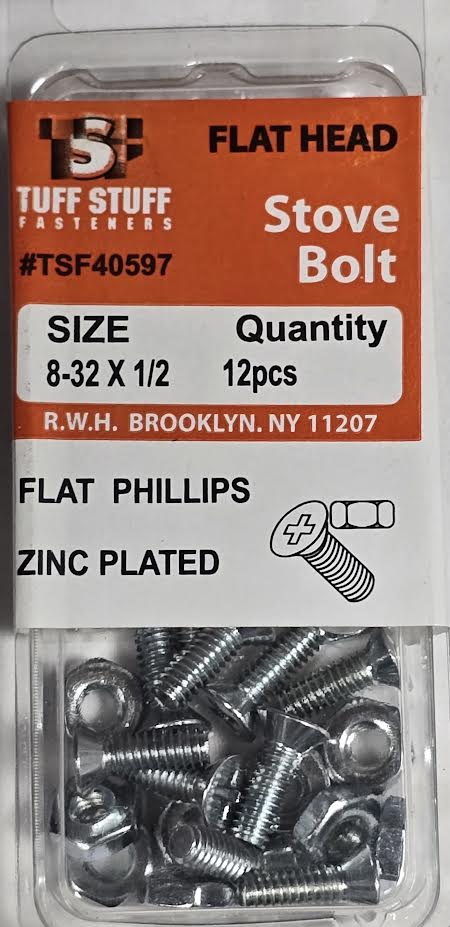 TSF
FLAT HEAD
TUFF STUFF
FASTENERS
Stove
Bolt
#TSF40597
SIZE Quantity
8-32 X 1/2 12pcs
R.W.H. BROOKLYN. NY 11207
FLAT PHILLIPS
ZINC PLATED